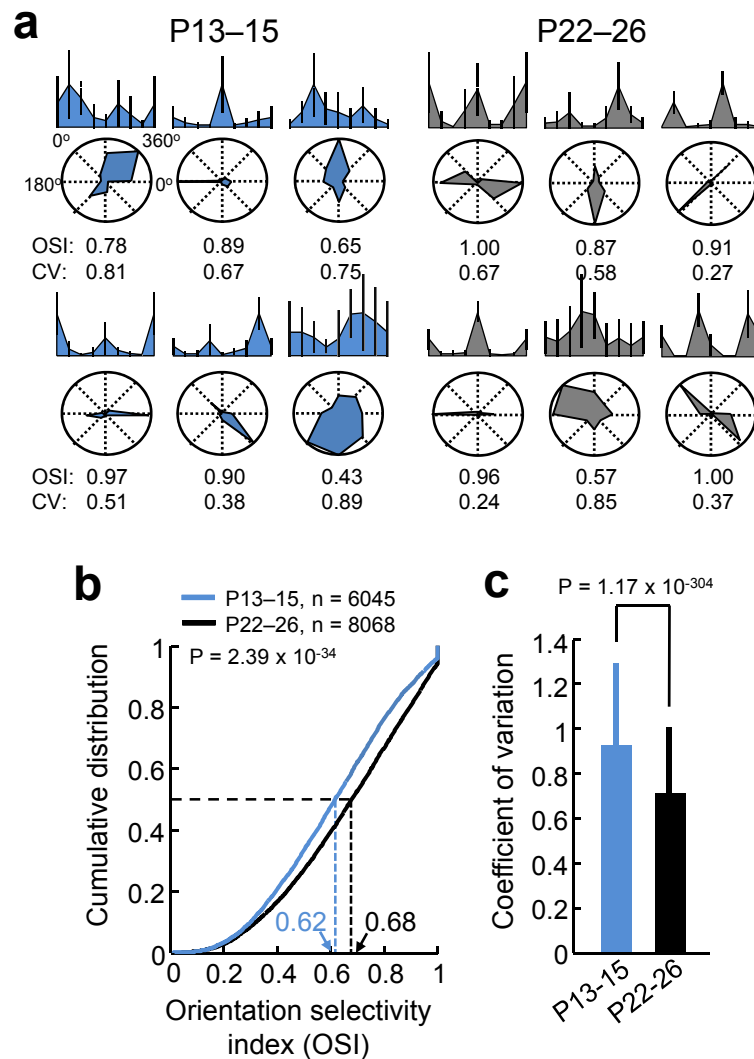 a
P13–15 P22–26
0º 360º
180º 0º
OSI: 0.78 0.89 0.65 1.00 0.87 0.91
CV: 0.81 0.67 0.75 0.67 0.58 0.27
OSI: 0.97 0.90 0.43 0.96 0.57 1.00
CV: 0.51 0.38 0.89 0.24 0.85 0.37
b
P13–15, n = 6045
P22–26, n = 8068
P = 2.39 x 10-34
Cumulative distribution
1
0.8
0.6
0.4
0.2
0
0.62 0.68
0 0.2 0.4 0.6 0.8 1
Orientation selectivity
index (OSI)
c
P = 1.17 x 10-304
Coefficient of variation
1.4
1.2
1
0.8
0.6
0.4
0.2
0
P13-15
P22-26